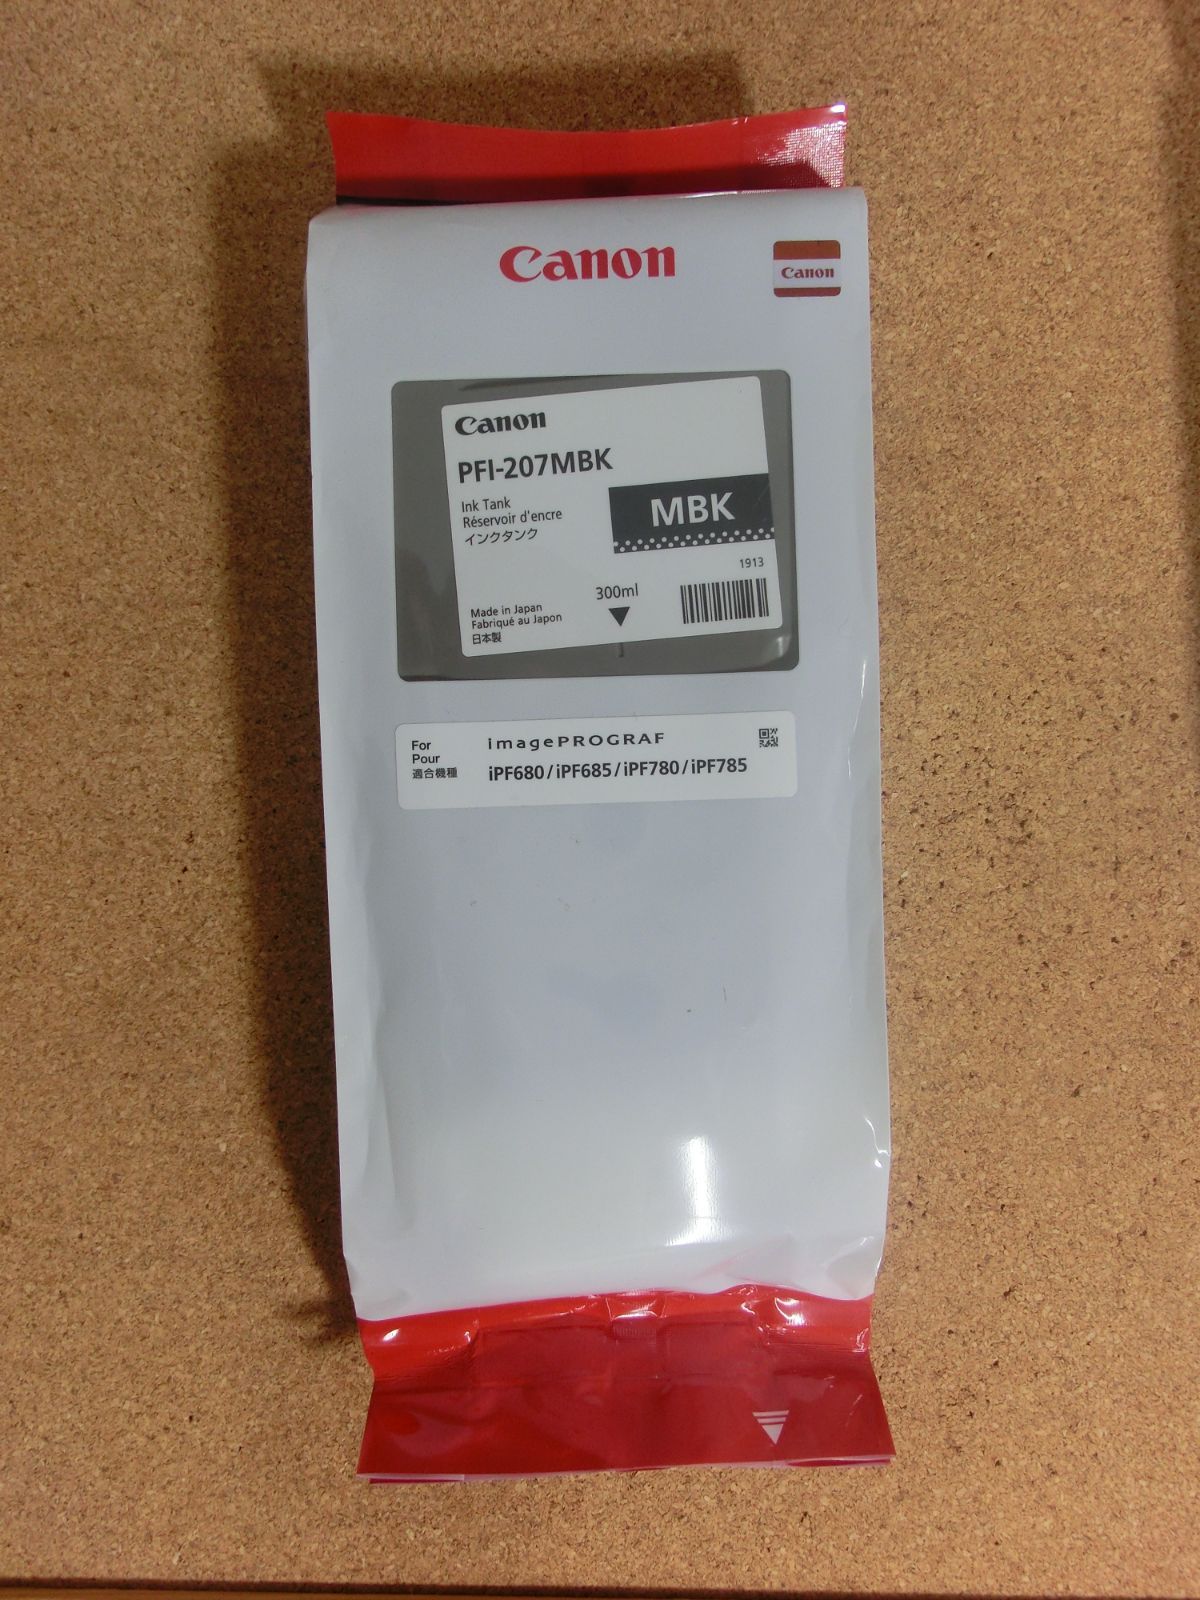 Canon
Canon
Canon
PFI-207MBK
Ink Tank
Réservoir d'encre
インクタンク
MBK
1913
300ml
Made in Japan
Fabriqué au Japon
日本製
For
Pour
適合機種
imagePROGRAF
iPF680/iPF685/iPF780/iPF785